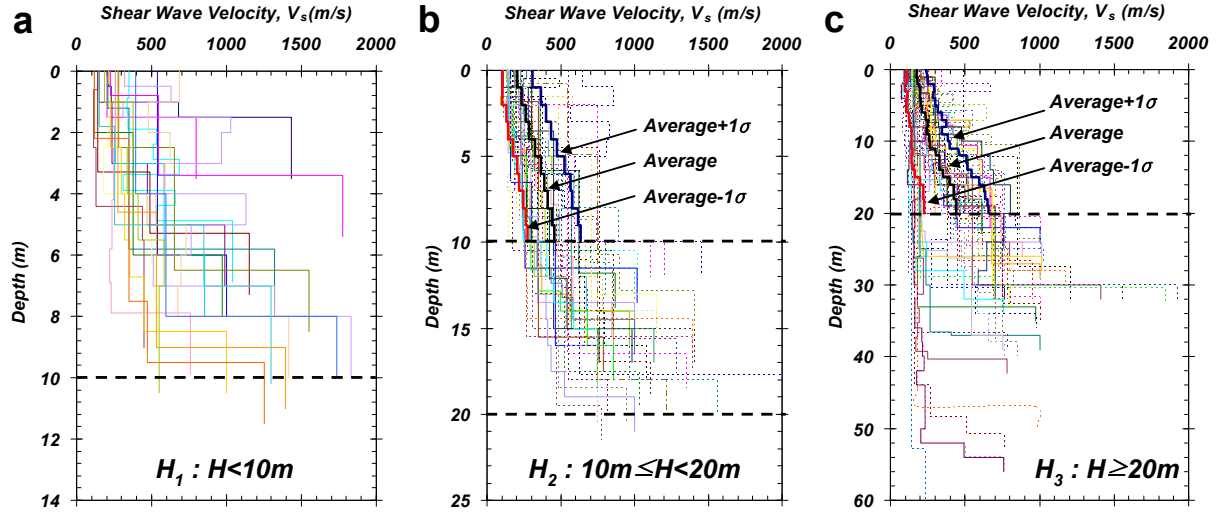 a
Shear Wave Velocity, Vs(m/s)
0 500 1000 1500 2000
Depth (m)
0
2
4
6
8
10
12
14
H1 : H<10m
b
Shear Wave Velocity, Vs (m/s)
0 500 1000 1500 2000
Depth (m)
0
5
10
15
20
25
Average+1σ
Average
Average-1σ
H2 : 10m≤H<20m
c
Shear Wave Velocity, Vs (m/s)
0 500 1000 1500 2000
Depth (m)
0
10
20
30
40
50
60
Average+1σ
Average
Average-1σ
H3 : H≥20m